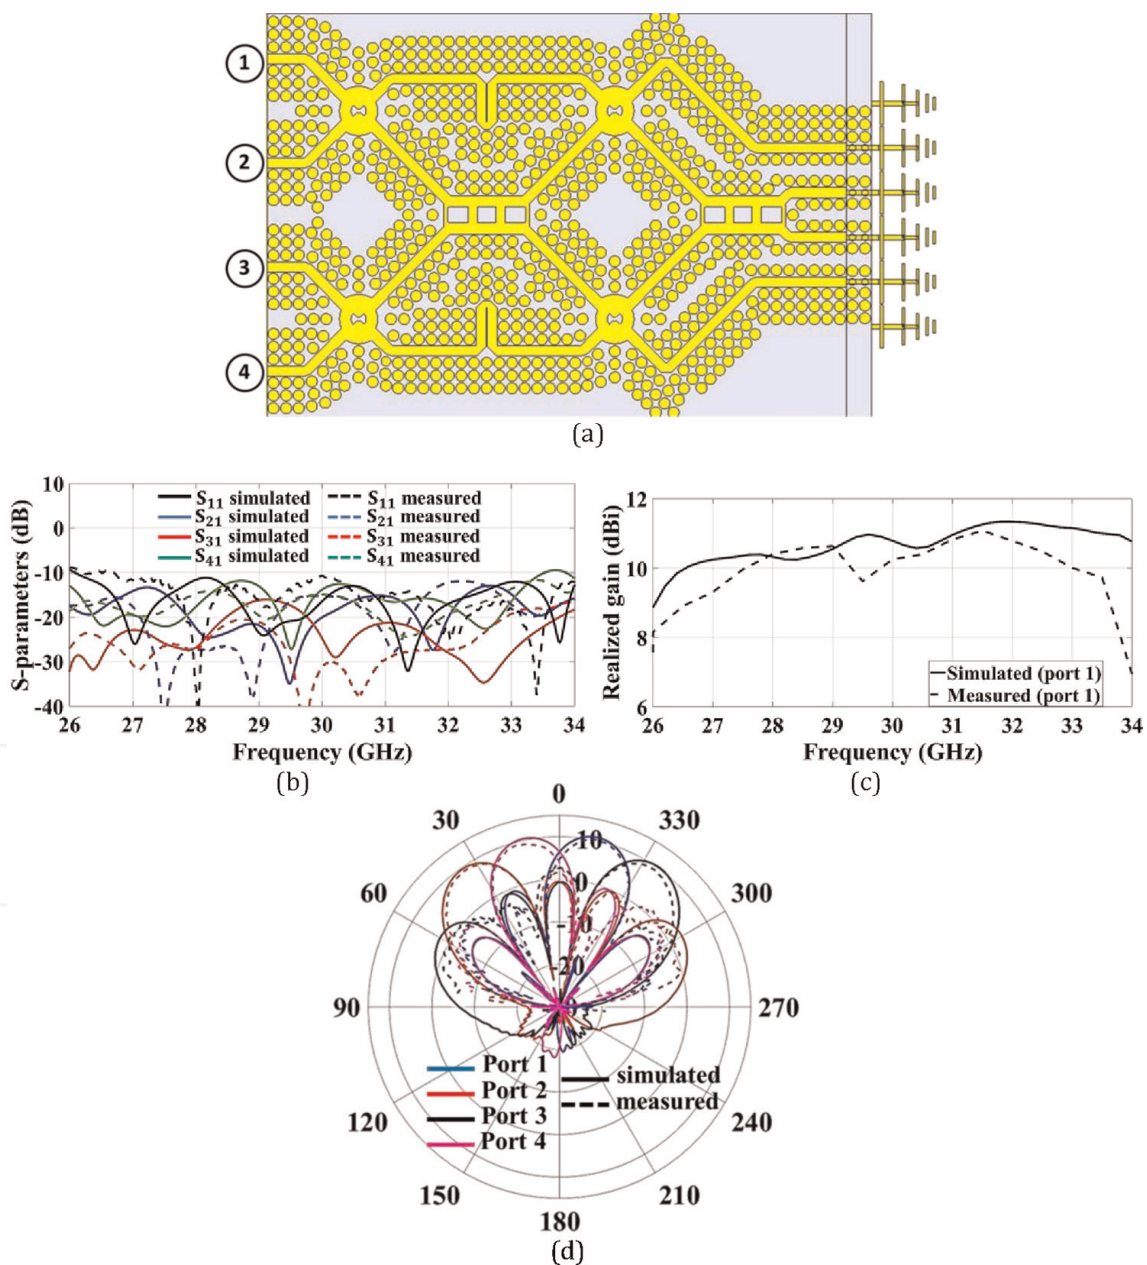 1
2
3
4
(a)
S-parameters (dB)
10
0
-10
-20
-30
-40
S11 simulated
S21 simulated
S31 simulated
S41 simulated
S11 measured
S21 measured
S31 measured
S41 measured
26 27 28 29 30 31 32 33 34
Frequency (GHz)
(b)
Realized gain (dBi)
12
10
8
6
Simulated (port 1)
Measured (port 1)
26 27 28 29 30 31 32 33 34
Frequency (GHz)
(c)
0
30 330
60 300
90 270
120 240
150 210
180
10
0
-10
-20
Port 1
Port 2
Port 3
Port 4
simulated
measured
(d)